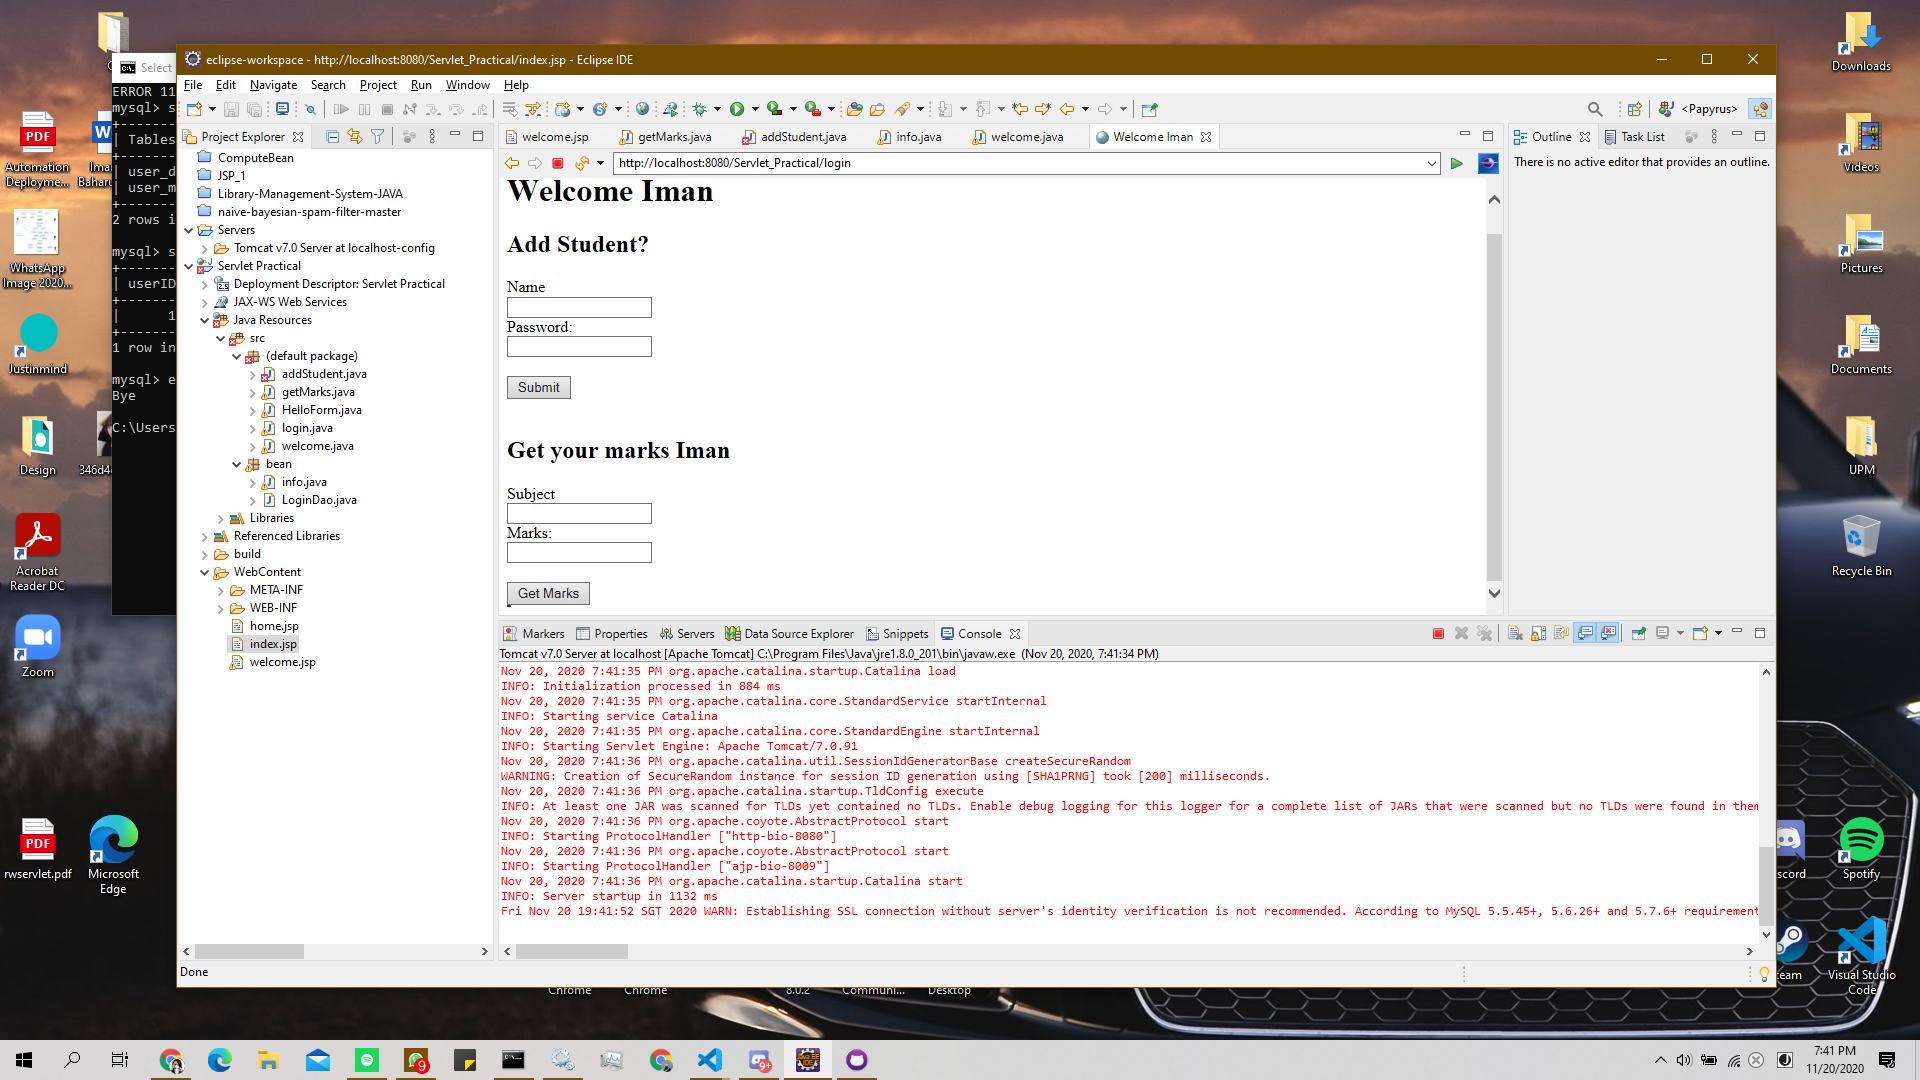 eclipse-workspace - http://localhost:8080/Servlet_Practical/index.jsp - Eclipse IDE
File Edit Navigate Search Project Run Window Help
<Papyrus>
Project Explorer
ComputeBean
JSP_1
Library-Management-System-JAVA
naive-bayesian-spam-filter-master
Servers
Tomcat v7.0 Server at localhost-config
Servlet Practical
Deployment Descriptor: Servlet Practical
JAX-WS Web Services
Java Resources
src
(default package)
addStudent.java
getMarks.java
HelloForm.java
login.java
welcome.java
bean
info.java
LoginDao.java
Libraries
Referenced Libraries
build
WebContent
META-INF
WEB-INF
home.jsp
index.jsp
welcome.jsp
welcome.jsp getMarks.java addStudent.java info.java welcome.java Welcome Iman
http://localhost:8080/Servlet_Practical/login
Welcome Iman
Add Student?
Name
Password:
Submit
Get your marks Iman
Subject
Marks:
Get Marks
Outline Task List
There is no active editor that provides an outline.
Markers Properties Servers Data Source Explorer Snippets Console
Tomcat v7.0 Server at localhost [Apache Tomcat] C:\Program Files\Java\jre1.8.0_201\bin\javaw.exe (Nov 20, 2020, 7:41:34 PM)
Nov 20, 2020 7:41:35 PM org.apache.catalina.startup.Catalina load
INFO: Initialization processed in 884 ms
Nov 20, 2020 7:41:35 PM org.apache.catalina.core.StandardService startInternal
INFO: Starting service Catalina
Nov 20, 2020 7:41:35 PM org.apache.catalina.core.StandardEngine startInternal
INFO: Starting Servlet Engine: Apache Tomcat/7.0.91
Nov 20, 2020 7:41:36 PM org.apache.catalina.util.SessionIdGeneratorBase createSecureRandom
WARNING: Creation of SecureRandom instance for session ID generation using [SHA1PRNG] took [200] milliseconds.
Nov 20, 2020 7:41:36 PM org.apache.catalina.startup.TldConfig execute
INFO: At least one JAR was scanned for TLDs yet contained no TLDs. Enable debug logging for this logger for a complete list of JARs that were scanned but no TLDs were found in them
Nov 20, 2020 7:41:36 PM org.apache.coyote.AbstractProtocol start
INFO: Starting ProtocolHandler ["http-bio-8080"]
Nov 20, 2020 7:41:36 PM org.apache.coyote.AbstractProtocol start
INFO: Starting ProtocolHandler ["ajp-bio-8009"]
Nov 20, 2020 7:41:36 PM org.apache.catalina.startup.Catalina start
INFO: Server startup in 1132 ms
Fri Nov 20 19:41:52 SGT 2020 WARN: Establishing SSL connection without server's identity verification is not recommended. According to MySQL 5.5.45+, 5.6.26+ and 5.7.6+ requirement
Done
Select
ERROR 11
mysql> s
| Tables
| user_d
| user_m
2 rows i
mysql> s
| userID
| 1
1 row in
mysql> e
Bye
C:\Users
PDF
Automation
Deployme...
Ima
Bahar
WhatsApp
Image 2020...
Justinmind
Design
346d4
Acrobat
Reader DC
Zoom
PDF
rwservlet.pdf
Microsoft
Edge
Chrome
Chrome
8.0.2
Communi...
Desktop
Downloads
Videos
Pictures
Documents
UPM
Recycle Bin
scord
Spotify
eam
Visual Studio
Code
9
9+
7:41 PM
11/20/2020